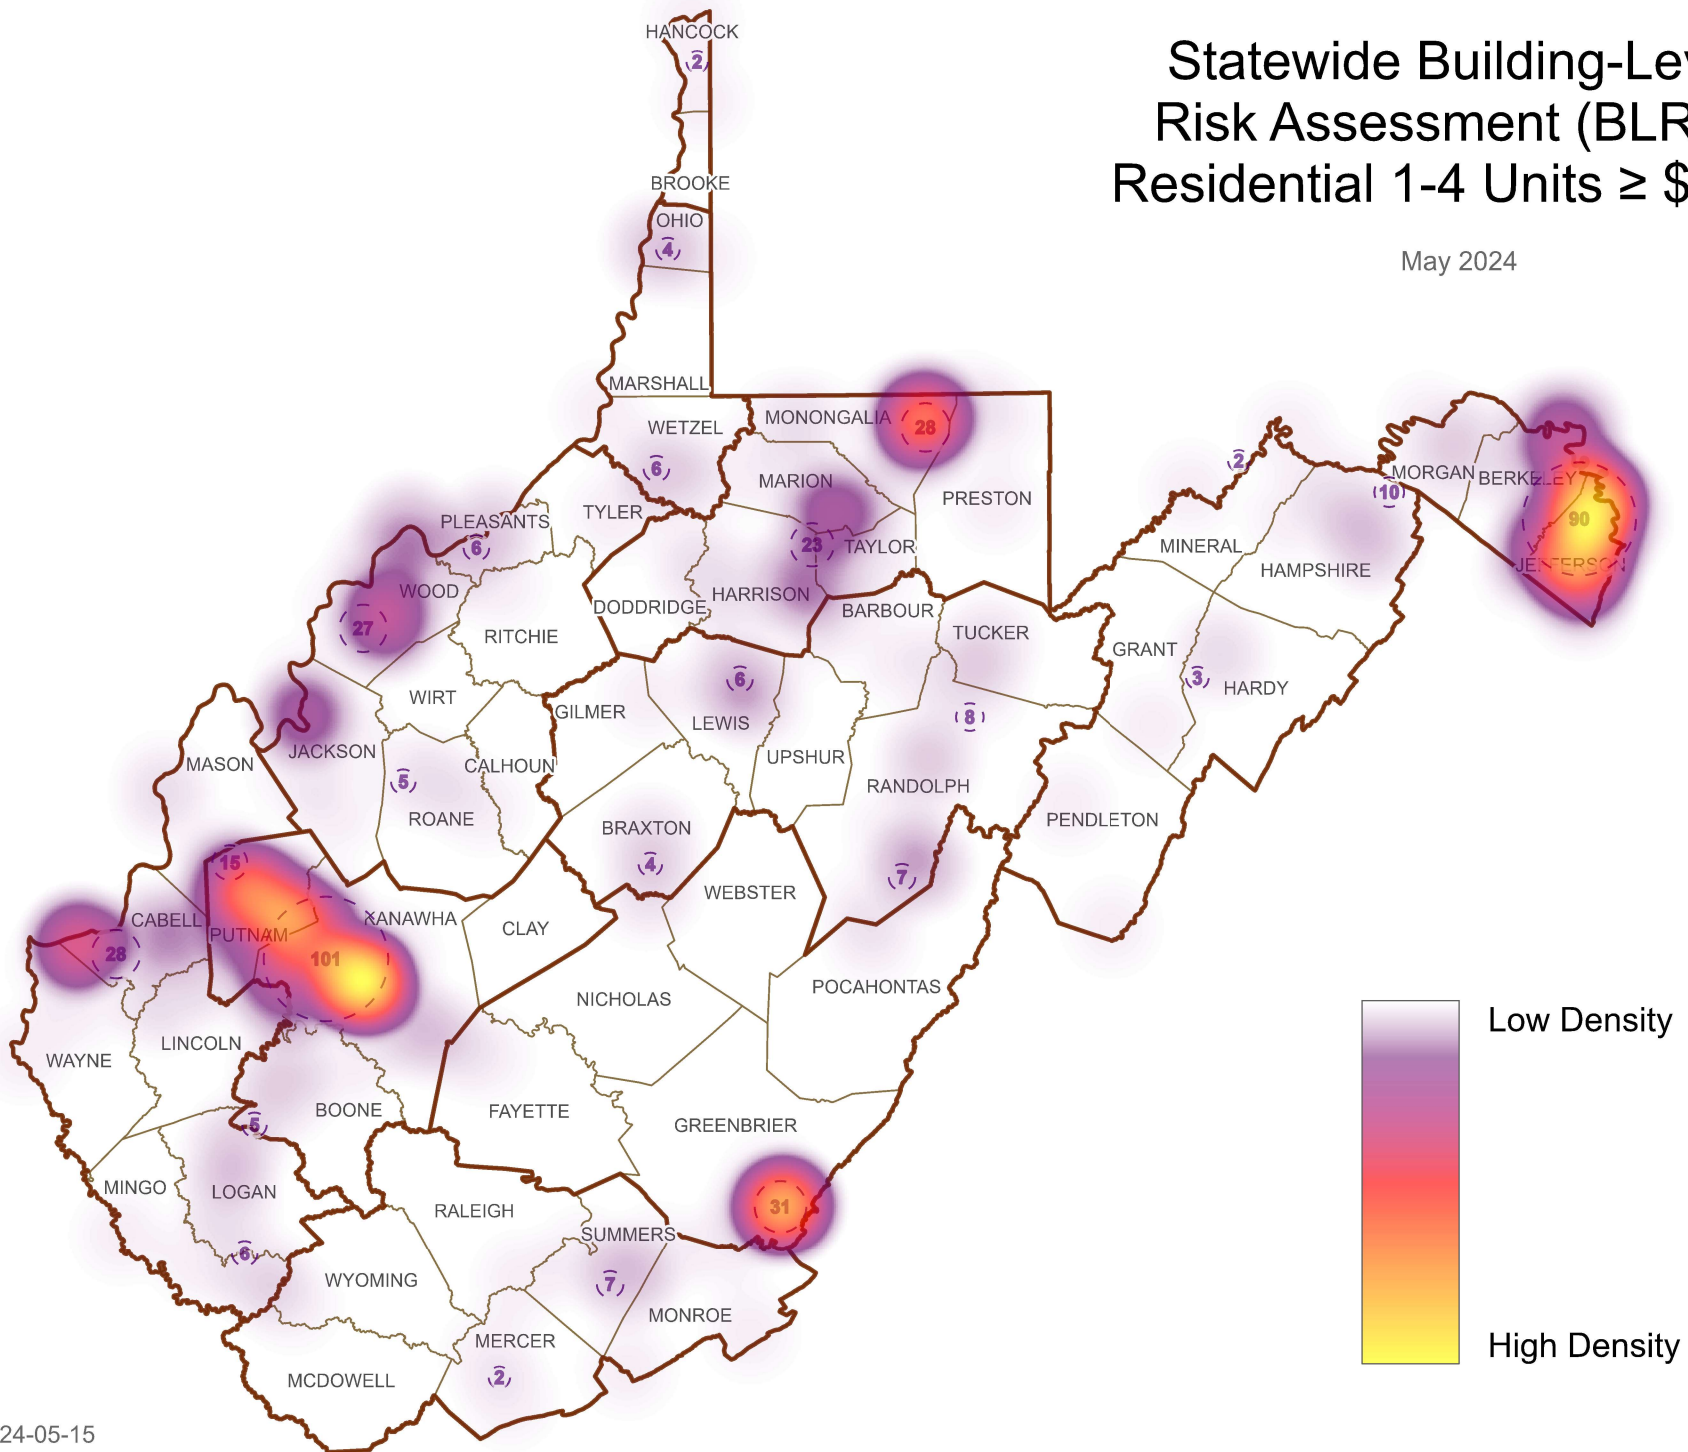 Statewide Building-Lev
Risk Assessment (BLR
Residential 1-4 Units ≥ $
May 2024
HANCOCK
2
BROOKE
OHIO
4
MARSHALL
MONONGALIA
28
WETZEL
6
MARION
PRESTON
2
MORGAN
BERKELEY
10
90
TYLER
PLEASANTS
6
23
TAYLOR
MINERAL
HAMPSHIRE
JEFFERSON
WOOD
27
DODDRIDGE
HARRISON
BARBOUR
TUCKER
RITCHIE
GRANT
3
HARDY
WIRT
GILMER
6
LEWIS
8
JACKSON
MASON
CALHOUN
UPSHUR
5
ROANE
RANDOLPH
BRAXTON
4
PENDLETON
15
7
WEBSTER
CABELL
KANAWHA
CLAY
PUTNAM
28
101
NICHOLAS
POCAHONTAS
Low Density
LINCOLN
WAYNE
BOONE
5
FAYETTE
GREENBRIER
MINGO
LOGAN
RALEIGH
31
SUMMERS
6
WYOMING
7
MONROE
MERCER
2
MCDOWELL
High Density
24-05-15